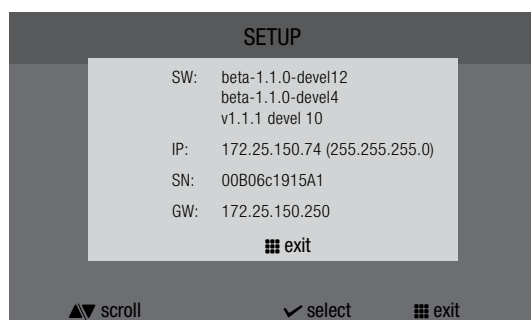 SETUP
SW: beta-1.1.0-devel12
beta-1.1.0-devel4
v1.1.1 devel 10
IP: 172.25.150.74 (255.255.255.0)
SN: 00B06c1915A1
GW: 172.25.150.250
exit
scroll select exit